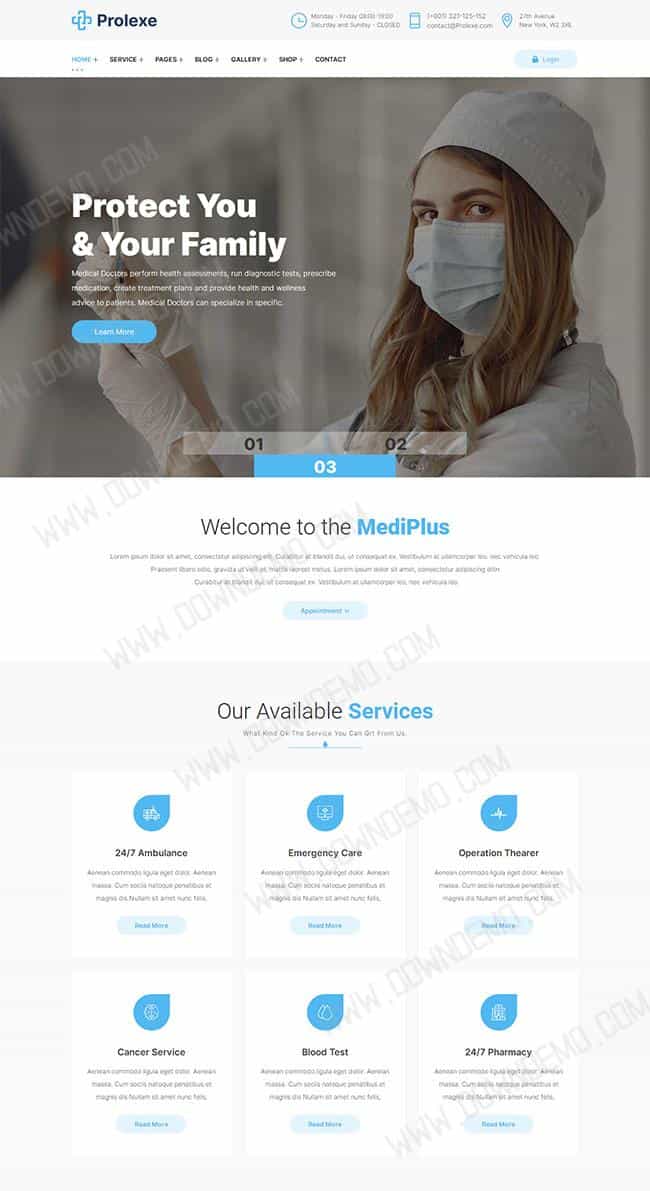 Prolexe
Monday - Friday 08:00-19:00
Saturday and Sunday - CLOSED
(+001) 321-125-152
contact@Prolexe.com
27th Avenue
New York, W2 3XL
HOME + SERVICE + PAGES + BLOG + GALLERY + SHOP + CONTACT
Login
Protect You
& Your Family
Medical Doctors perform health assessments, run diagnostic tests, prescribe
medication, create treatment plans and provide health and wellness
advice to patients. Medical Doctors can specialize in specific.
Learn More
01
02
03
Welcome to the MediPlus
Lorem ipsum dolor sit amet, consectetur adipiscing elit. Curabitur at blandit dui, ut consequat ex. Vestibulum at ullamcorper leo, nec vehicula leo.
Praesent libero odio, gravida ut velit et, mattis laoreet metus. Lorem ipsum dolor sit amet, consectetur adipiscing elitin
Curabitur at blandit dui, ut consequat ex. Vestibulum at ullamcorper leo, nec vehicula leo.
Appointment »
Our Available Services
What Kind Ok The Service You Can Grt From Us.
24/7 Ambulance
Aenean commodo ligula eget dolor. Aenean
massa. Cum sociis natoque penatibus et
magnis dis.Nullam sit amet nunc felis,
Read More
Emergency Care
Aenean commodo ligula eget dolor. Aenean
massa. Cum sociis natoque penatibus et
magnis dis.Nullam sit amet nunc felis,
Read More
Operation Thearer
Aenean commodo ligula eget dolor. Aenean
massa. Cum sociis natoque penatibus et
magnis dis.Nullam sit amet nunc felis,
Read More
Cancer Service
Aenean commodo ligula eget dolor. Aenean
massa. Cum sociis natoque penatibus et
magnis dis.Nullam sit amet nunc felis,
Read More
Blood Test
Aenean commodo ligula eget dolor. Aenean
massa. Cum sociis natoque penatibus et
magnis dis.Nullam sit amet nunc felis,
Read More
24/7 Pharmacy
Aenean commodo ligula eget dolor. Aenean
massa. Cum sociis natoque penatibus et
magnis dis.Nullam sit amet nunc felis,
Read More
WWW.DOWNDEMO.COM